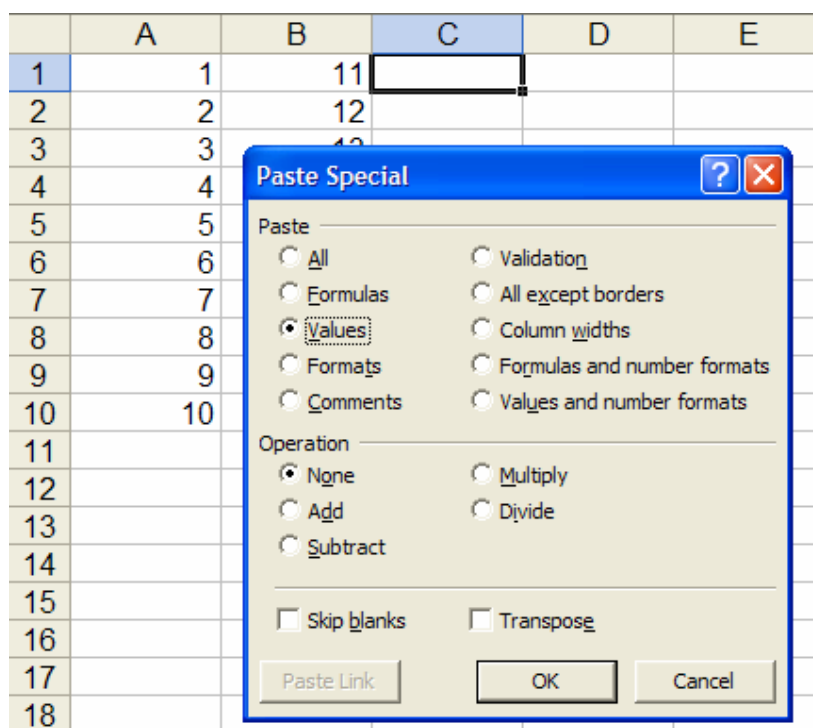 A B C D E
1 1 11
2 2 12
3 3
4 4
5 5
6 6
7 7
8 8
9 9
10 10
11
12
13
14
15
16
17
18
Paste Special
Paste
All Validation
Formulas All except borders
Values Column widths
Formats Formulas and number formats
Comments Values and number formats
Operation
None Multiply
Add Divide
Subtract
Skip blanks Transpose
Paste Link OK Cancel